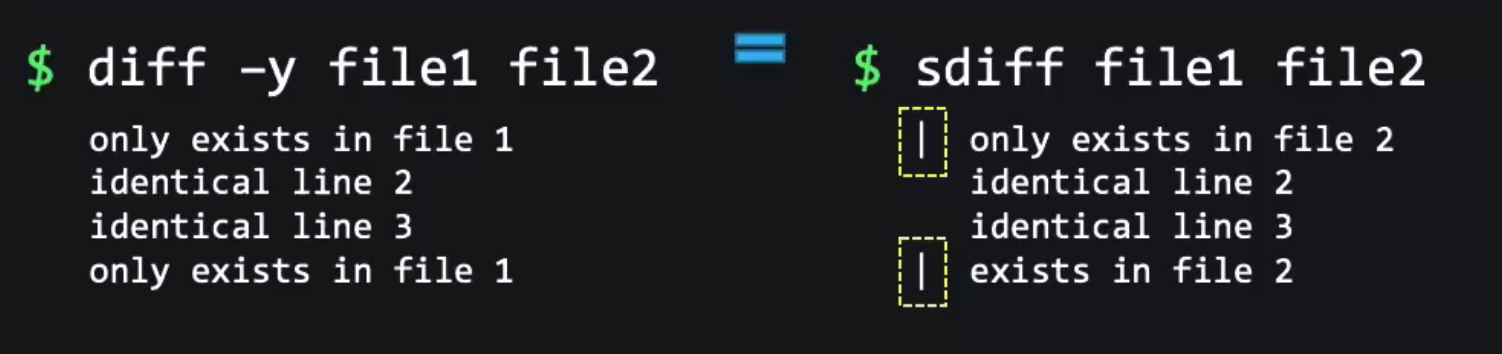 $ diff –y file1 file2 = $ sdiff file1 file2
only exists in file 1 | only exists in file 2
identical line 2 identical line 2
identical line 3 identical line 3
only exists in file 1 | exists in file 2